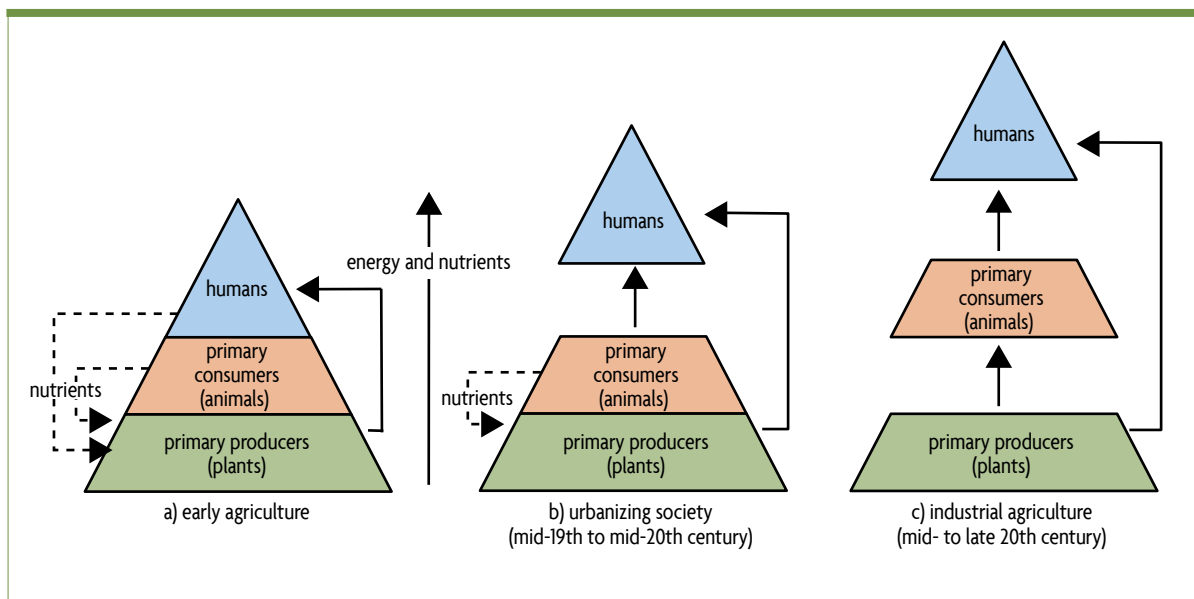 humans
primary
consumers
(animals)
primary producers
(plants)
nutrients
a) early agriculture
energy and nutrients
humans
primary
consumers
(animals)
nutrients
primary producers
(plants)
b) urbanizing society
(mid-19th to mid-20th century)
humans
primary
consumers
(animals)
primary producers
(plants)
c) industrial agriculture
(mid- to late 20th century)